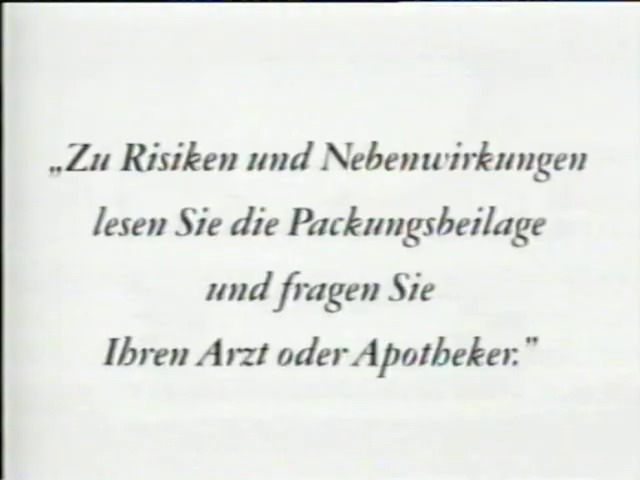 „Zu Risiken und Nebenwirkungen
lesen Sie die Packungsbeilage
und fragen Sie
Ihren Arzt oder Apotheker.”